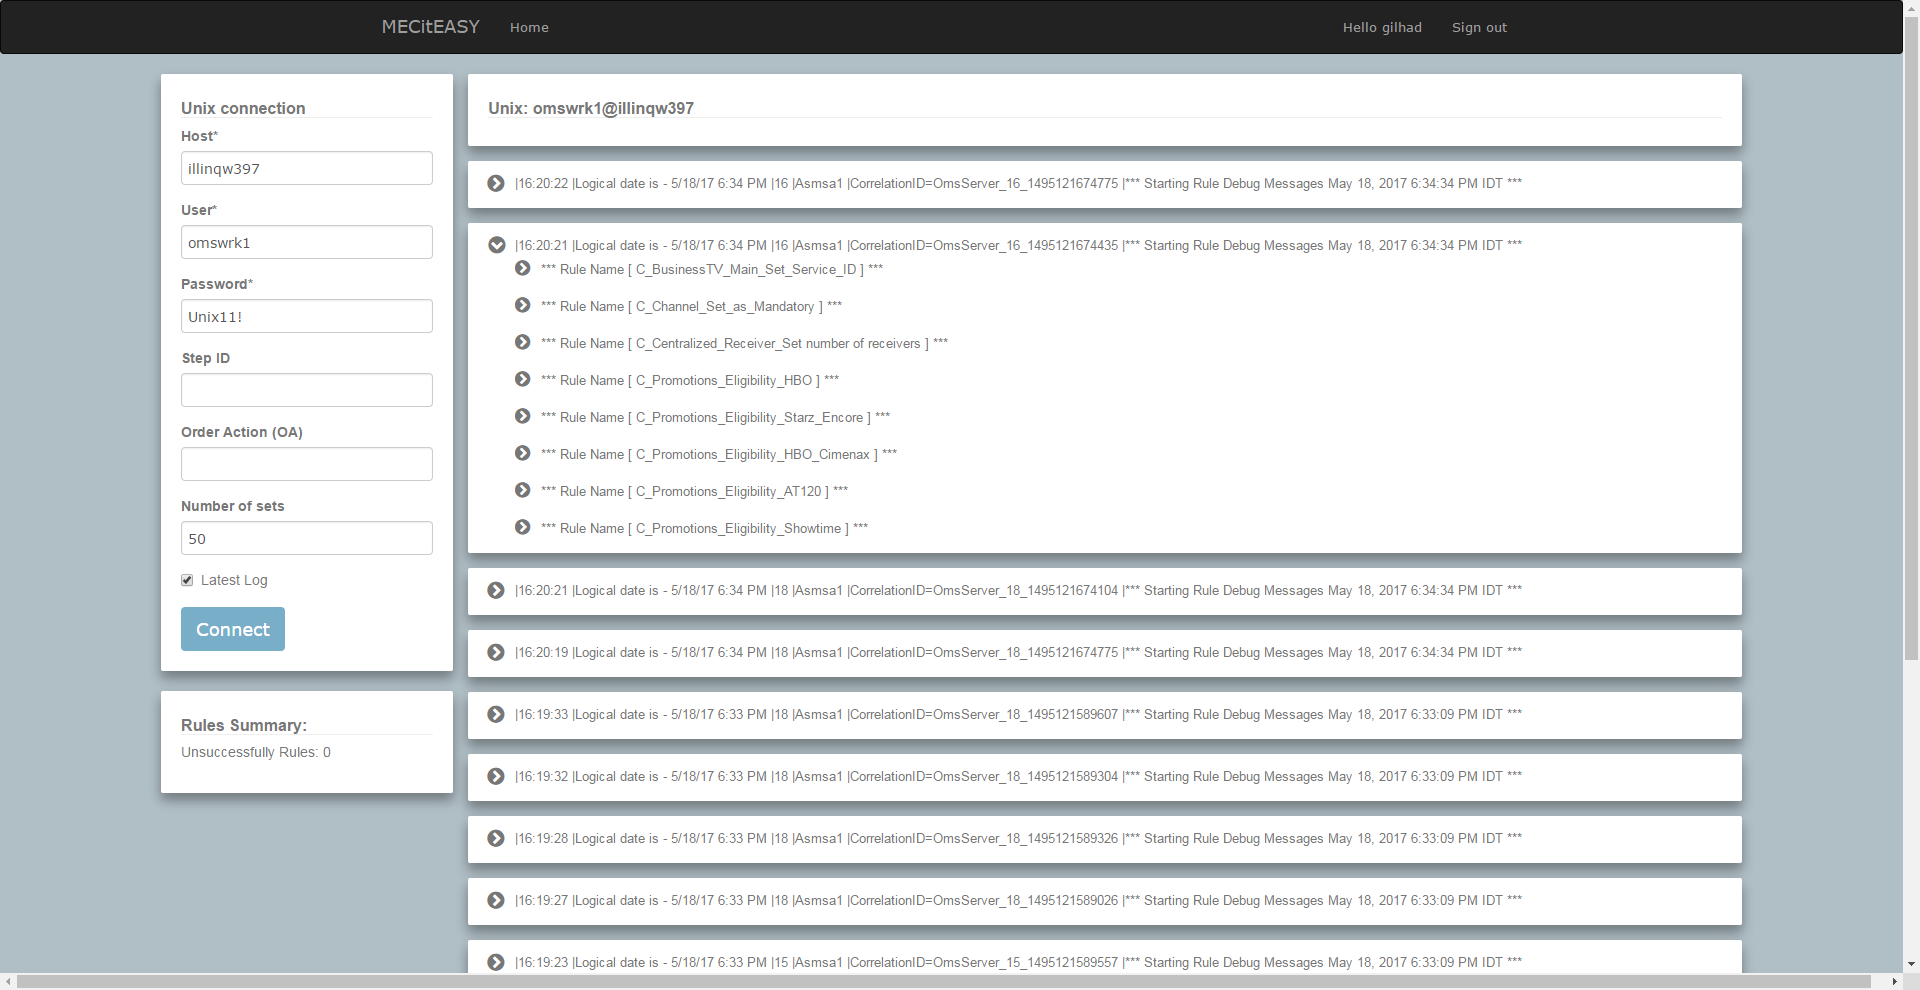 MECitEASY Home Hello gilhad Sign out
Unix connection
Host*
illinqw397
User*
omswrk1
Password*
Unix11!
Step ID
Order Action (OA)
Number of sets
50
Latest Log
Connect
Rules Summary:
Unsuccessfully Rules: 0
Unix: omswrk1@illinqw397
|16:20:22 |Logical date is - 5/18/17 6:34 PM |16 |Asmsa1 |CorrelationID=OmsServer_16_1495121674775 |*** Starting Rule Debug Messages May 18, 2017 6:34:34 PM IDT ***
|16:20:21 |Logical date is - 5/18/17 6:34 PM |16 |Asmsa1 |CorrelationID=OmsServer_16_1495121674435 |*** Starting Rule Debug Messages May 18, 2017 6:34:34 PM IDT ***
*** Rule Name [ C_BusinessTV_Main_Set_Service_ID ] ***
*** Rule Name [ C_Channel_Set_as_Mandatory ] ***
*** Rule Name [ C_Centralized_Receiver_Set number of receivers ] ***
*** Rule Name [ C_Promotions_Eligibility_HBO ] ***
*** Rule Name [ C_Promotions_Eligibility_Starz_Encore ] ***
*** Rule Name [ C_Promotions_Eligibility_HBO_Cimenax ] ***
*** Rule Name [ C_Promotions_Eligibility_AT120 ] ***
*** Rule Name [ C_Promotions_Eligibility_Showtime ] ***
|16:20:21 |Logical date is - 5/18/17 6:34 PM |18 |Asmsa1 |CorrelationID=OmsServer_18_1495121674104 |*** Starting Rule Debug Messages May 18, 2017 6:34:34 PM IDT ***
|16:20:19 |Logical date is - 5/18/17 6:34 PM |18 |Asmsa1 |CorrelationID=OmsServer_18_1495121674775 |*** Starting Rule Debug Messages May 18, 2017 6:34:34 PM IDT ***
|16:19:33 |Logical date is - 5/18/17 6:33 PM |18 |Asmsa1 |CorrelationID=OmsServer_18_1495121589607 |*** Starting Rule Debug Messages May 18, 2017 6:33:09 PM IDT ***
|16:19:32 |Logical date is - 5/18/17 6:33 PM |18 |Asmsa1 |CorrelationID=OmsServer_18_1495121589304 |*** Starting Rule Debug Messages May 18, 2017 6:33:09 PM IDT ***
|16:19:28 |Logical date is - 5/18/17 6:33 PM |18 |Asmsa1 |CorrelationID=OmsServer_18_1495121589326 |*** Starting Rule Debug Messages May 18, 2017 6:33:09 PM IDT ***
|16:19:27 |Logical date is - 5/18/17 6:33 PM |18 |Asmsa1 |CorrelationID=OmsServer_18_1495121589026 |*** Starting Rule Debug Messages May 18, 2017 6:33:09 PM IDT ***
|16:19:23 |Logical date is - 5/18/17 6:33 PM |15 |Asmsa1 |CorrelationID=OmsServer_15_1495121589557 |*** Starting Rule Debug Messages May 18, 2017 6:33:09 PM IDT ***